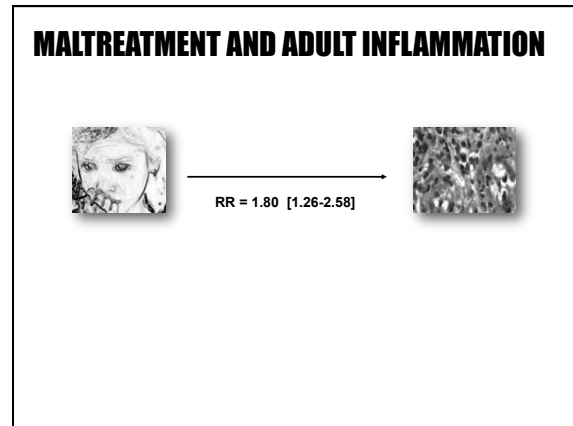 MALTREATMENT AND ADULT INFLAMMATION
RR = 1.80 [1.26-2.58]